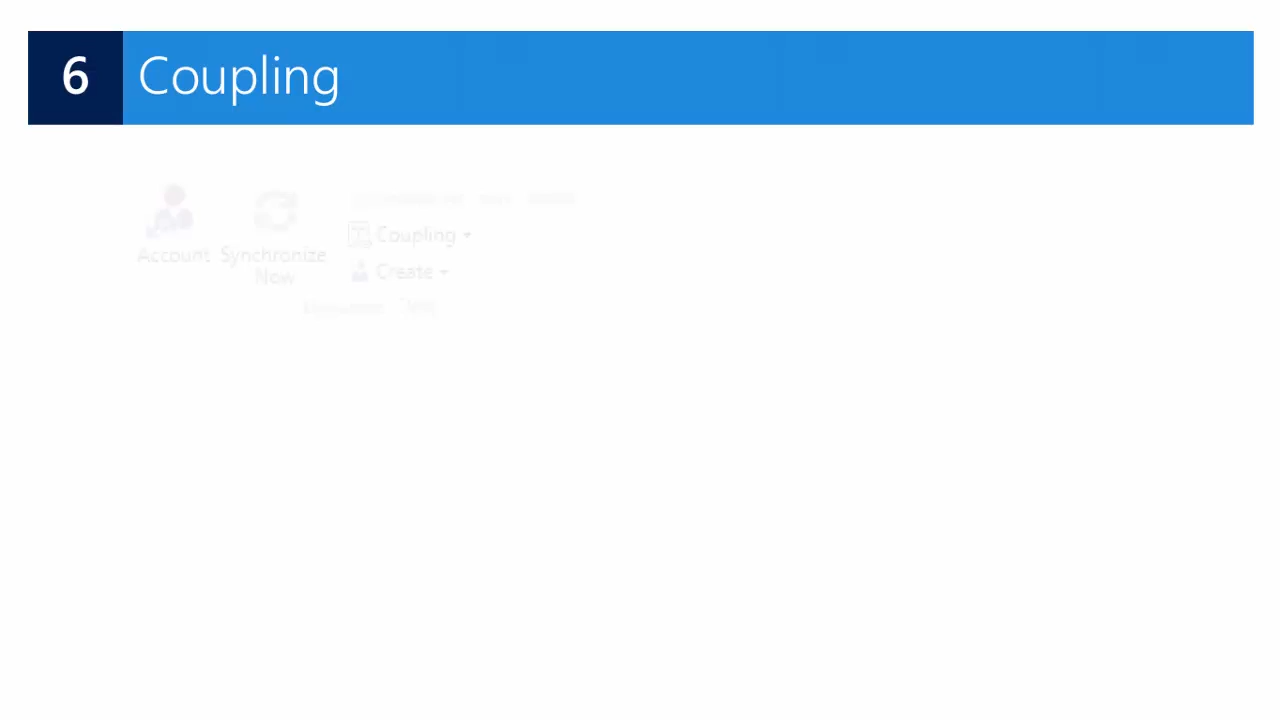 6 Coupling
Account
Synchronize
Now
Coupling
Create